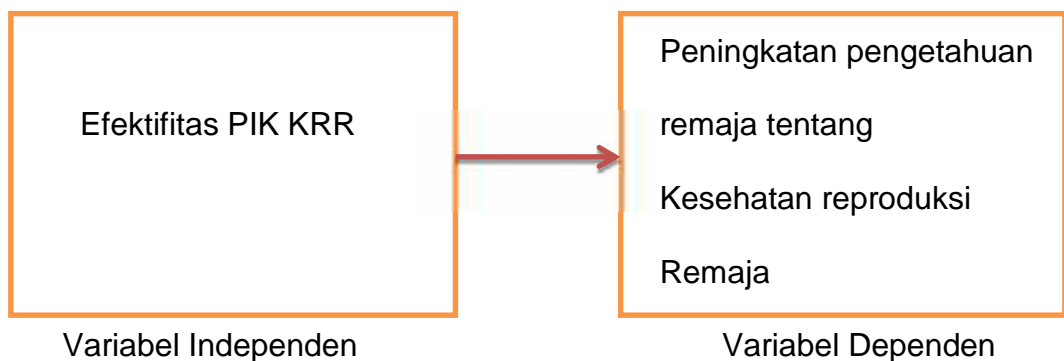 Efektifitas PIK KRR
Peningkatan pengetahuan
remaja tentang
Kesehatan reproduksi
Remaja
Variabel Independen
Variabel Dependen